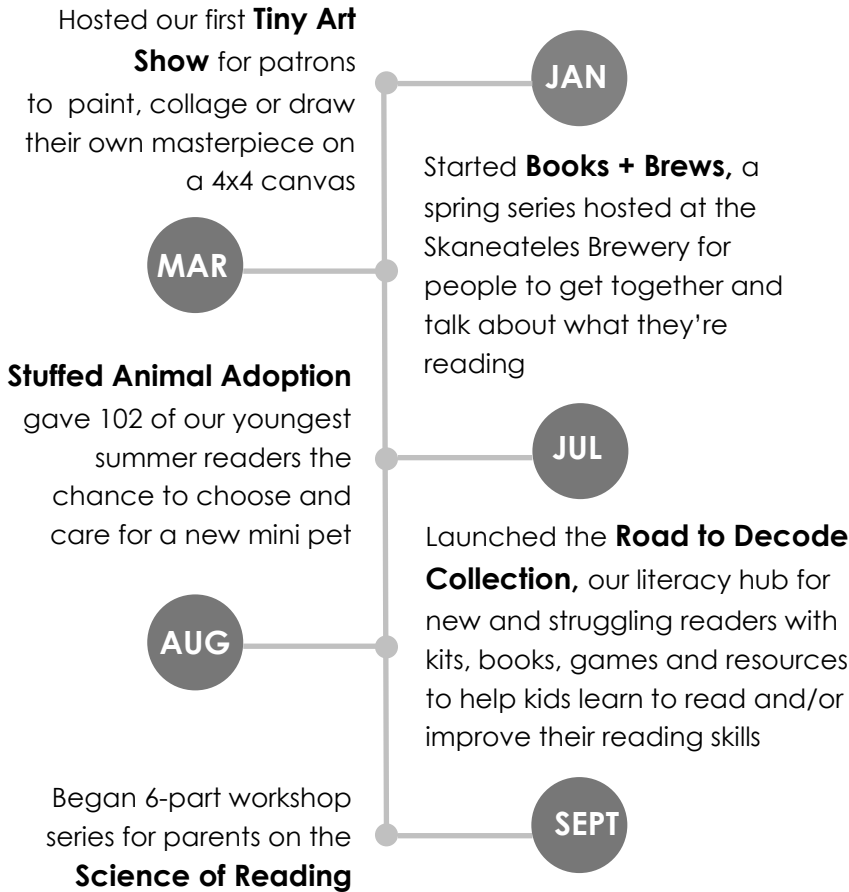 Hosted our first Tiny Art
Show for patrons
to paint, collage or draw
their own masterpiece on
a 4x4 canvas
JAN
Started Books + Brews, a
spring series hosted at the
Skaneateles Brewery for
people to get together and
talk about what they’re
reading
MAR
Stuffed Animal Adoption
gave 102 of our youngest
summer readers the
chance to choose and
care for a new mini pet
JUL
Launched the Road to Decode
Collection, our literacy hub for
new and struggling readers with
kits, books, games and resources
to help kids learn to read and/or
improve their reading skills
AUG
Began 6-part workshop
series for parents on the
Science of Reading
SEPT